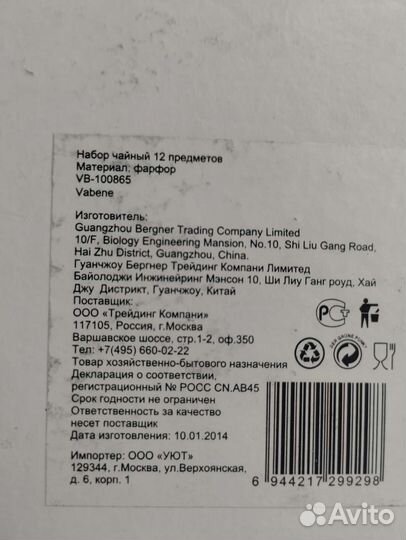 Набор чайный 12 предметов
Материал: фарфор
VB-100865
Vabene
Изготовитель:
Guangzhou Bergner Trading Company Limited
10/F, Biology Engineering Mansion, No.10, Shi Liu Gang Road,
Hai Zhu District, Guangzhou, China.
Гуанчжоу Бергнер Трейдинг Компани Лимитед
Байолоджи Инжинейринг Мэнсон 10, Ши Лиу Ганг роуд, Хай
Джу Дистрикт, Гуанчжоу, Китай
Поставщик:
ООО «Трейдинг Компани»
117105, Россия, г.Москва
Варшавское шоссе, стр.1-2, оф.350
Тел: +7(495) 660-02-22
Товар хозяйственно-бытового назначения
Декларация о соответствии,
регистрационный № РОСС CN.АВ45
Срок годности не ограничен
Ответственность за качество
несет поставщик
Дата изготовления: 10.01.2014
Импортер: ООО «УЮТ»
129344, г.Москва, ул.Верхоянская,
д. 6, корп. 1
DER GRÜNE PUNKT
6 944217 299298
Avito